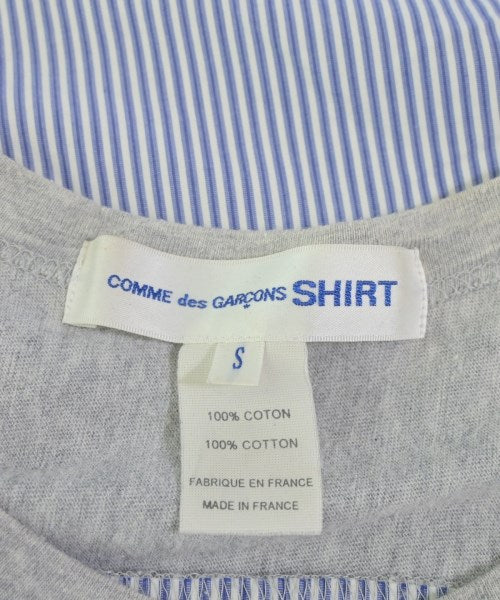 COMME des GARÇONS SHIRT
S
100% COTON
100% COTTON
FABRIQUE EN FRANCE
MADE IN FRANCE